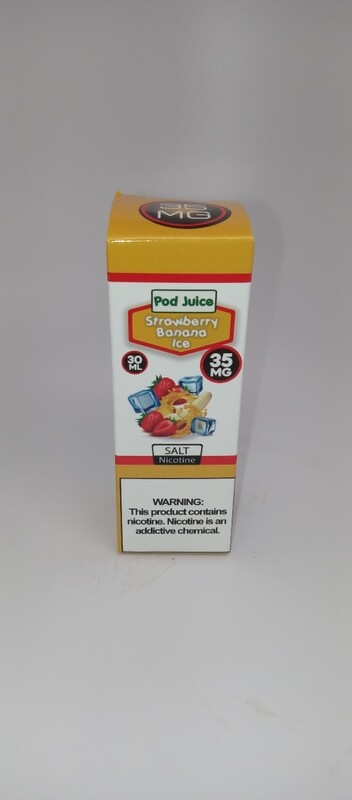 35
MG
Pod Juice
Strawberry
Banana
Ice
30
ML
35
MG
SALT
Nicotine
WARNING:
This product contains
nicotine. Nicotine is an
addictive chemical.